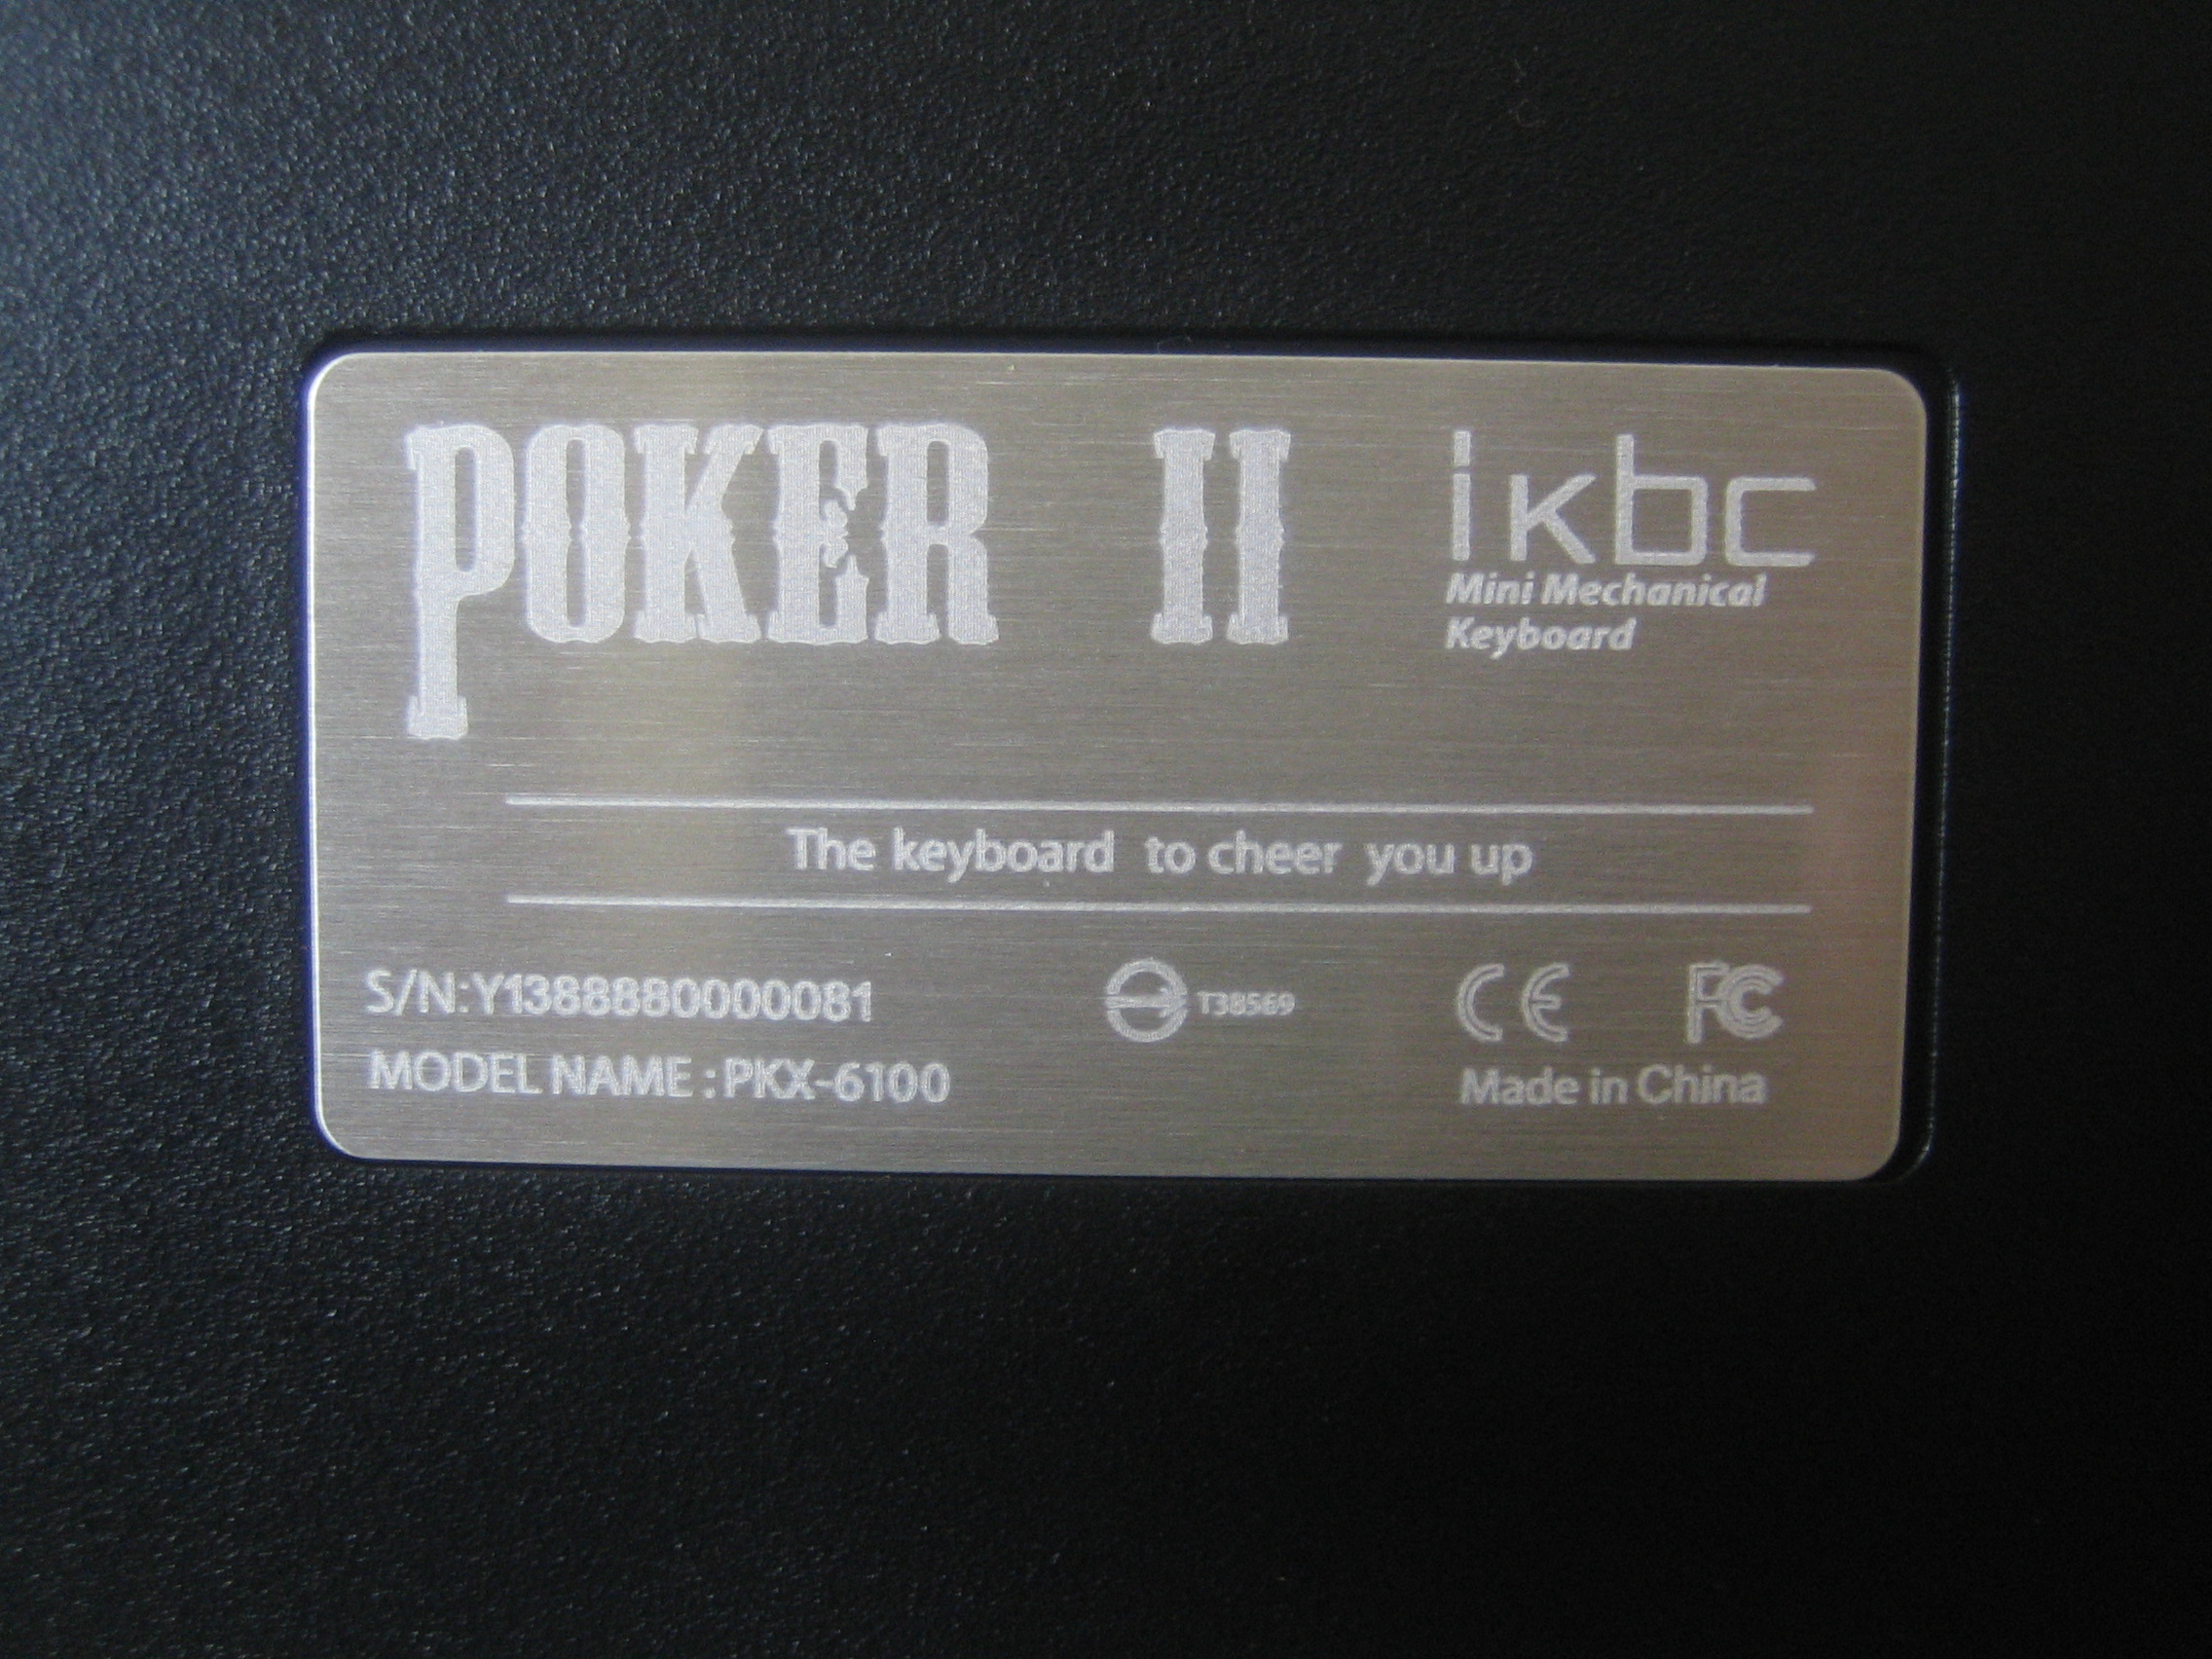 POKER II
ikbc
Mini Mechanical
Keyboard
The keyboard to cheer you up
S/N:Y1388880000081
T38569
CE FC
MODEL NAME : PKX-6100
Made in China